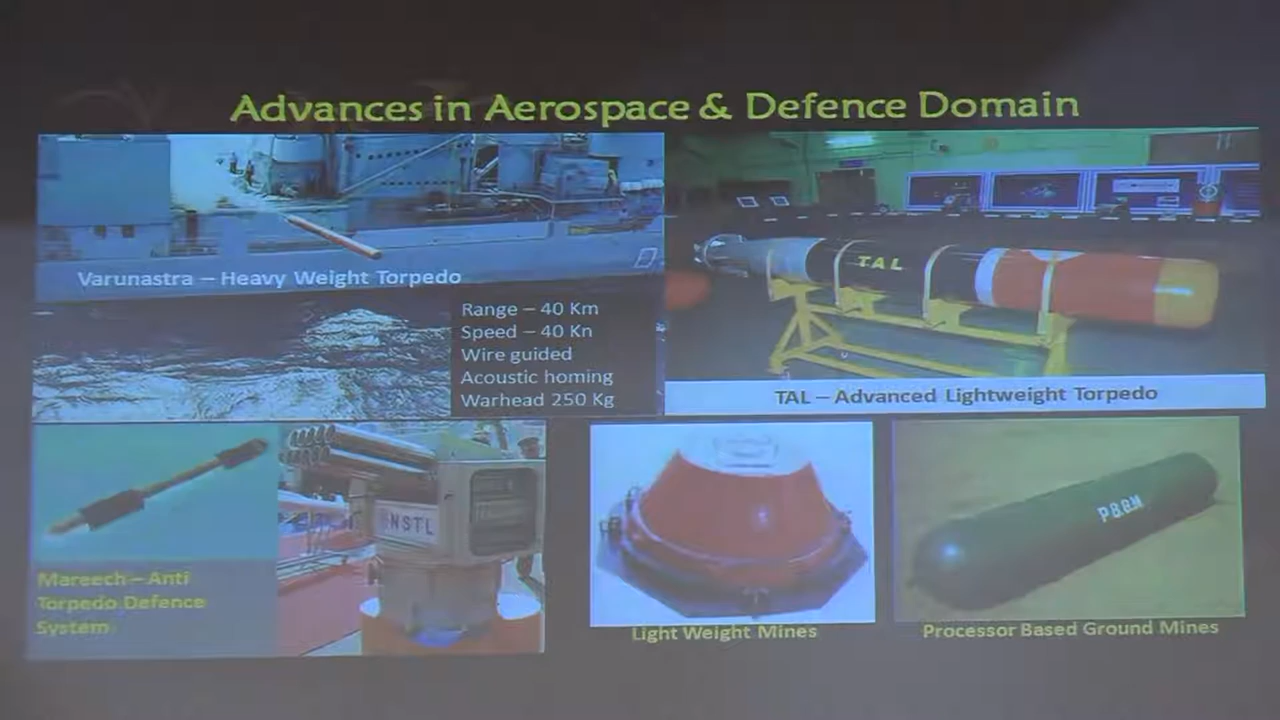 Advances in Aerospace & Defence Domain
Varunastra – Heavy Weight Torpedo
Range – 40 Km
Speed – 40 Kn
Wire guided
Acoustic homing
Warhead 250 Kg
TAL
TAL – Advanced Lightweight Torpedo
NSTL
Mareech – Anti
Torpedo Defence
System
Light Weight Mines
PBGM
Processor Based Ground Mines